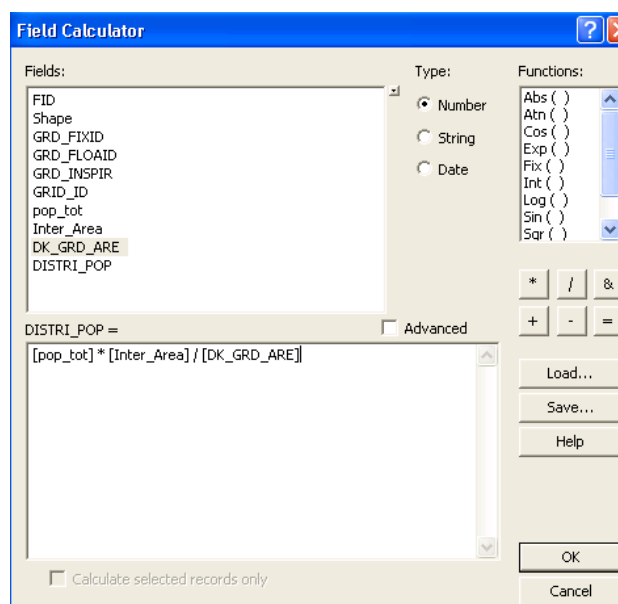 Field Calculator
Fields:
FID
Shape
GRD_FIXID
GRD_FLOAID
GRD_INSPIR
GRID_ID
pop_tot
Inter_Area
DK_GRD_ARE
DISTRI_POP
Type:
Number
String
Date
Functions:
Abs ( )
Atn ( )
Cos ( )
Exp ( )
Fix ( )
Int ( )
Log ( )
Sin ( )
Sqr ( )
* / &
+ - =
DISTRI_POP =
Advanced
[pop_tot] * [Inter_Area] / [DK_GRD_ARE]
Load...
Save...
Help
Calculate selected records only
OK
Cancel